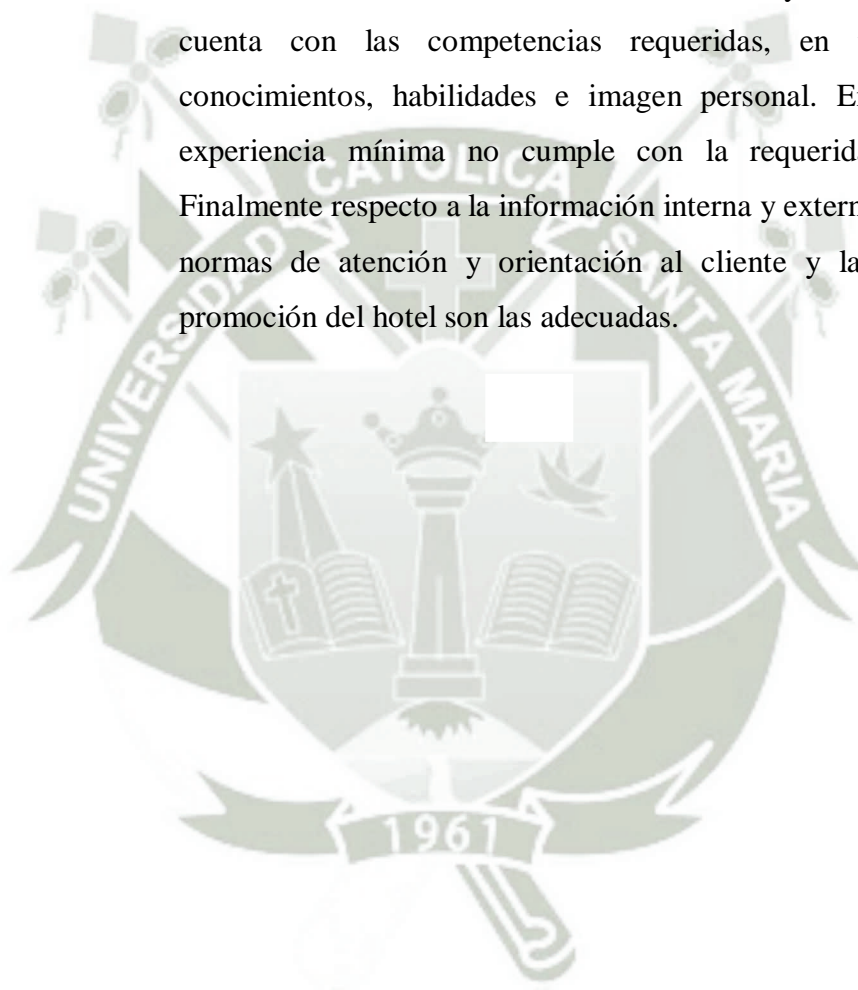 cuenta con las competencias requeridas, en
conocimientos, habilidades e imagen personal.
experiencia mínima no cumple con la
Finalmente respecto a la información interna y
normas de atención y orientación al cliente y la
promoción del hotel son las adecuadas.
CATOLICA
UNIVERSIDAD DE SANTA MARIA
1961